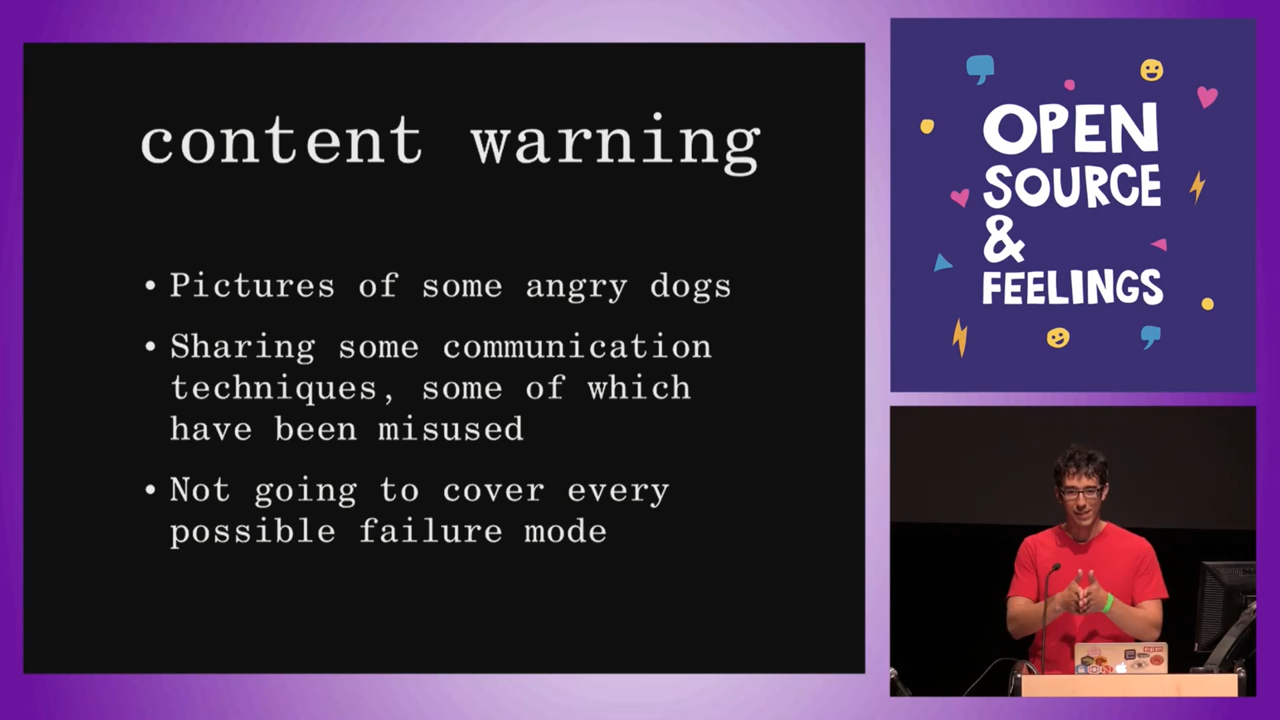 content warning
• Pictures of some angry dogs
• Sharing some communication
techniques, some of which
have been misused
• Not going to cover every
possible failure mode
OPEN
SOURCE
&
FEELINGS